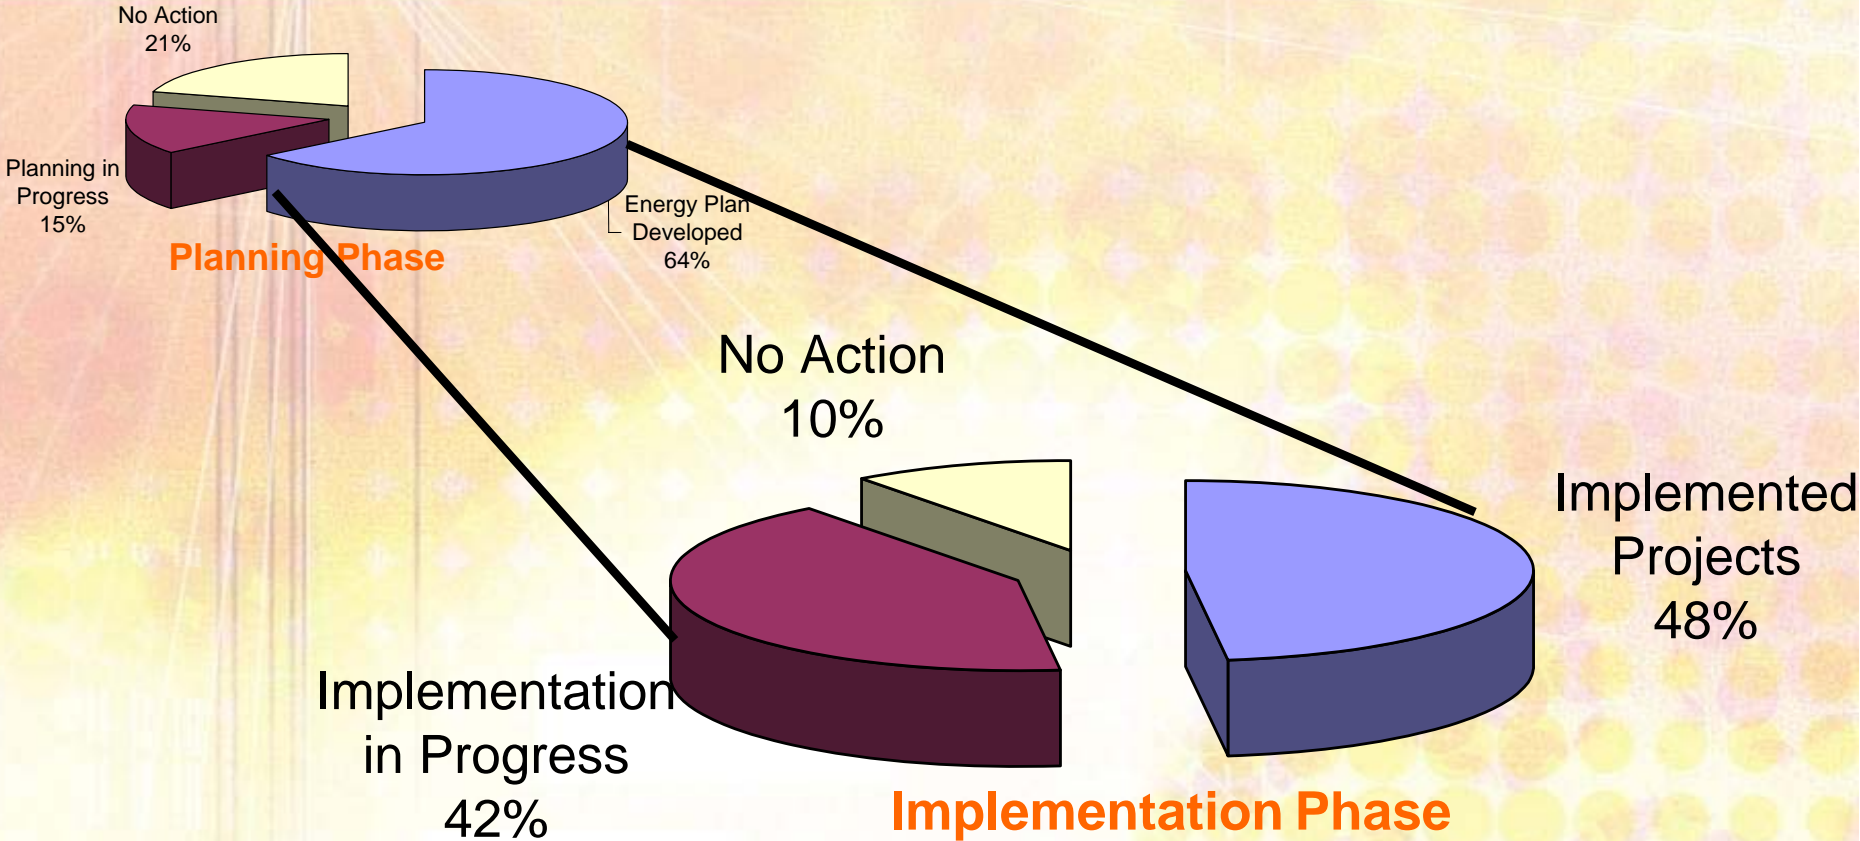 No Action
21%
Planning in
Progress
15%
Energy Plan
Developed
64%
Planning Phase
No Action
10%
Implemented
Projects
48%
Implementation
in Progress
42%
Implementation Phase